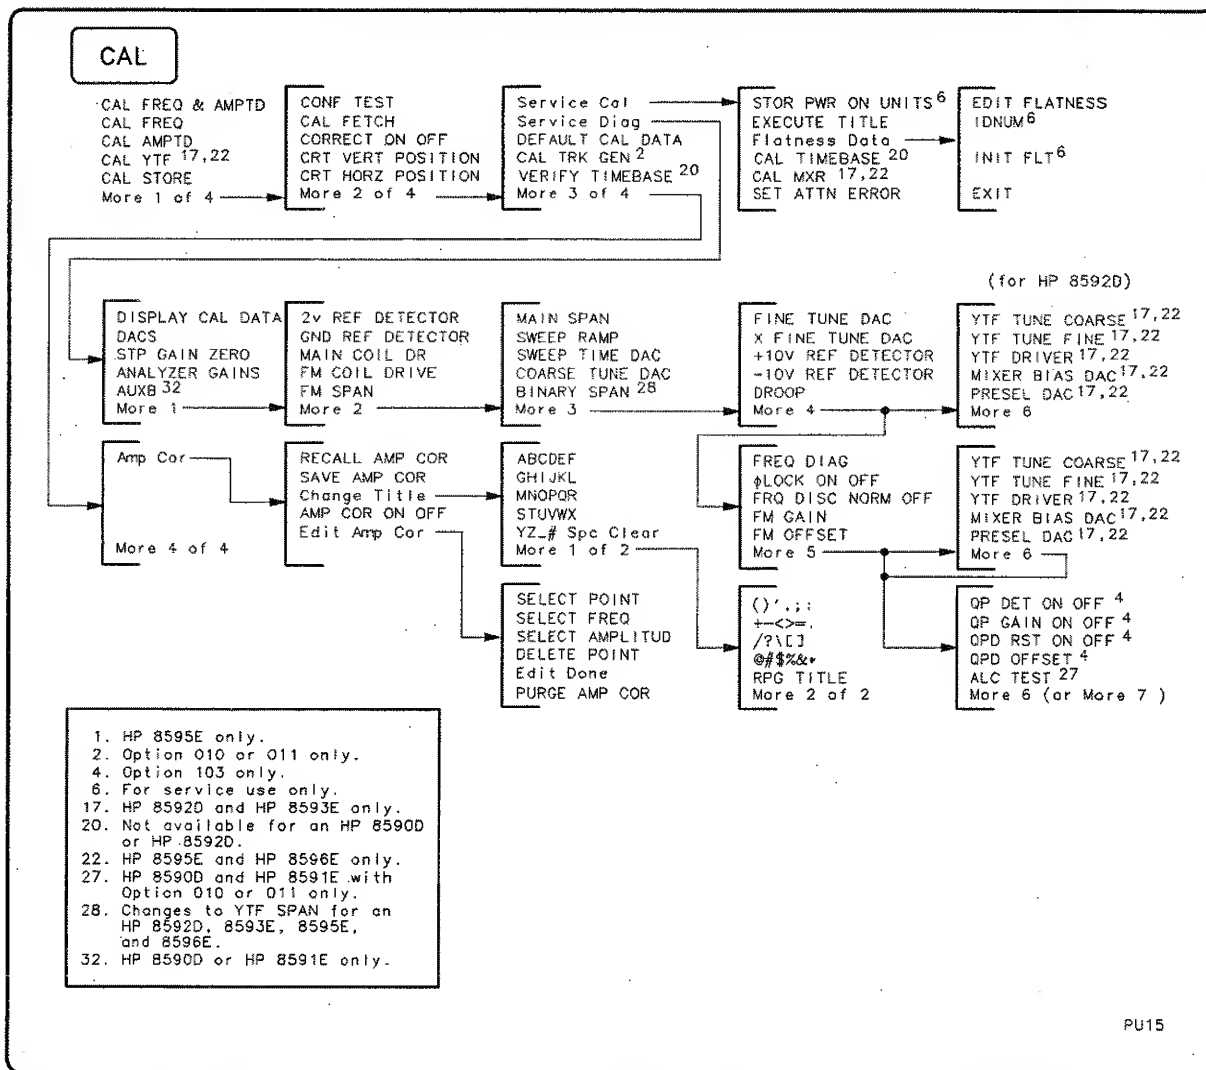 CAL
CAL FREQ & AMPTD
CAL FREQ
CAL AMPTD
CAL YTF 17,22
CAL STORE
More 1 of 4
CONF TEST
CAL FETCH
CORRECT ON OFF
CRT VERT POSITION
CRT HORZ POSITION
More 2 of 4
Service Cal
Service Diag
DEFAULT CAL DATA
CAL TRK GEN 2
VERIFY TIMEBASE 20
More 3 of 4
STOR PWR ON UNITS 6
EXECUTE TITLE
Flatness Data
CAL TIMEBASE 20
CAL MXR 17,22
SET ATTN ERROR
EDIT FLATNESS
IDNUM 6
INIT FLT 6
EXIT
(for HP 8592D)
DISPLAY CAL DATA
DACS
STP GAIN ZERO
ANALYZER GAINS
AUXB 32
More 1
2v REF DETECTOR
GND REF DETECTOR
MAIN COIL DR
FM COIL DRIVE
FM SPAN
More 2
MAIN SPAN
SWEEP RAMP
SWEEP TIME DAC
COARSE TUNE DAC
BINARY SPAN 28
More 3
FINE TUNE DAC
X FINE TUNE DAC
+10V REF DETECTOR
-10V REF DETECTOR
DROOP
More 4
YTF TUNE COARSE 17,22
YTF TUNE FINE 17,22
YTF DRIVER 17,22
MIXER BIAS DAC 17,22
PRESEL DAC 17,22
More 6
Amp Cor
More 4 of 4
RECALL AMP COR
SAVE AMP COR
Change Title
AMP COR ON OFF
Edit Amp Cor
ABCDEF
GHIJKL
MNOPQR
STUVWX
YZ_# Spc Clear
More 1 of 2
FREQ DIAG
ϕLOCK ON OFF
FRQ DISC NORM OFF
FM GAIN
FM OFFSET
More 5
YTF TUNE COARSE 17,22
YTF TUNE FINE 17,22
YTF DRIVER 17,22
MIXER BIAS DAC 17,22
PRESEL DAC 17,22
More 6
SELECT POINT
SELECT FREQ
SELECT AMPLITUD
DELETE POINT
Edit Done
PURGE AMP COR
()'.;:
+-<>=,
/?\[]
@#$%&*
RPG TITLE
More 2 of 2
QP DET ON OFF 4
QP GAIN ON OFF 4
QPD RST ON OFF 4
QPD OFFSET 4
ALC TEST 27
More 6 (or More 7 )
1. HP 8595E only.
2. Option 010 or 011 only.
4. Option 103 only.
6. For service use only.
17. HP 8592D and HP 8593E only.
20. Not available for an HP 8590D
or HP 8592D.
22. HP 8595E and HP 8596E only.
27. HP 8590D and HP 8591E with
Option 010 or 011 only.
28. Changes to YTF SPAN for an
HP 8592D, 8593E, 8595E,
and 8596E.
32. HP 8590D or HP 8591E only.
PU15